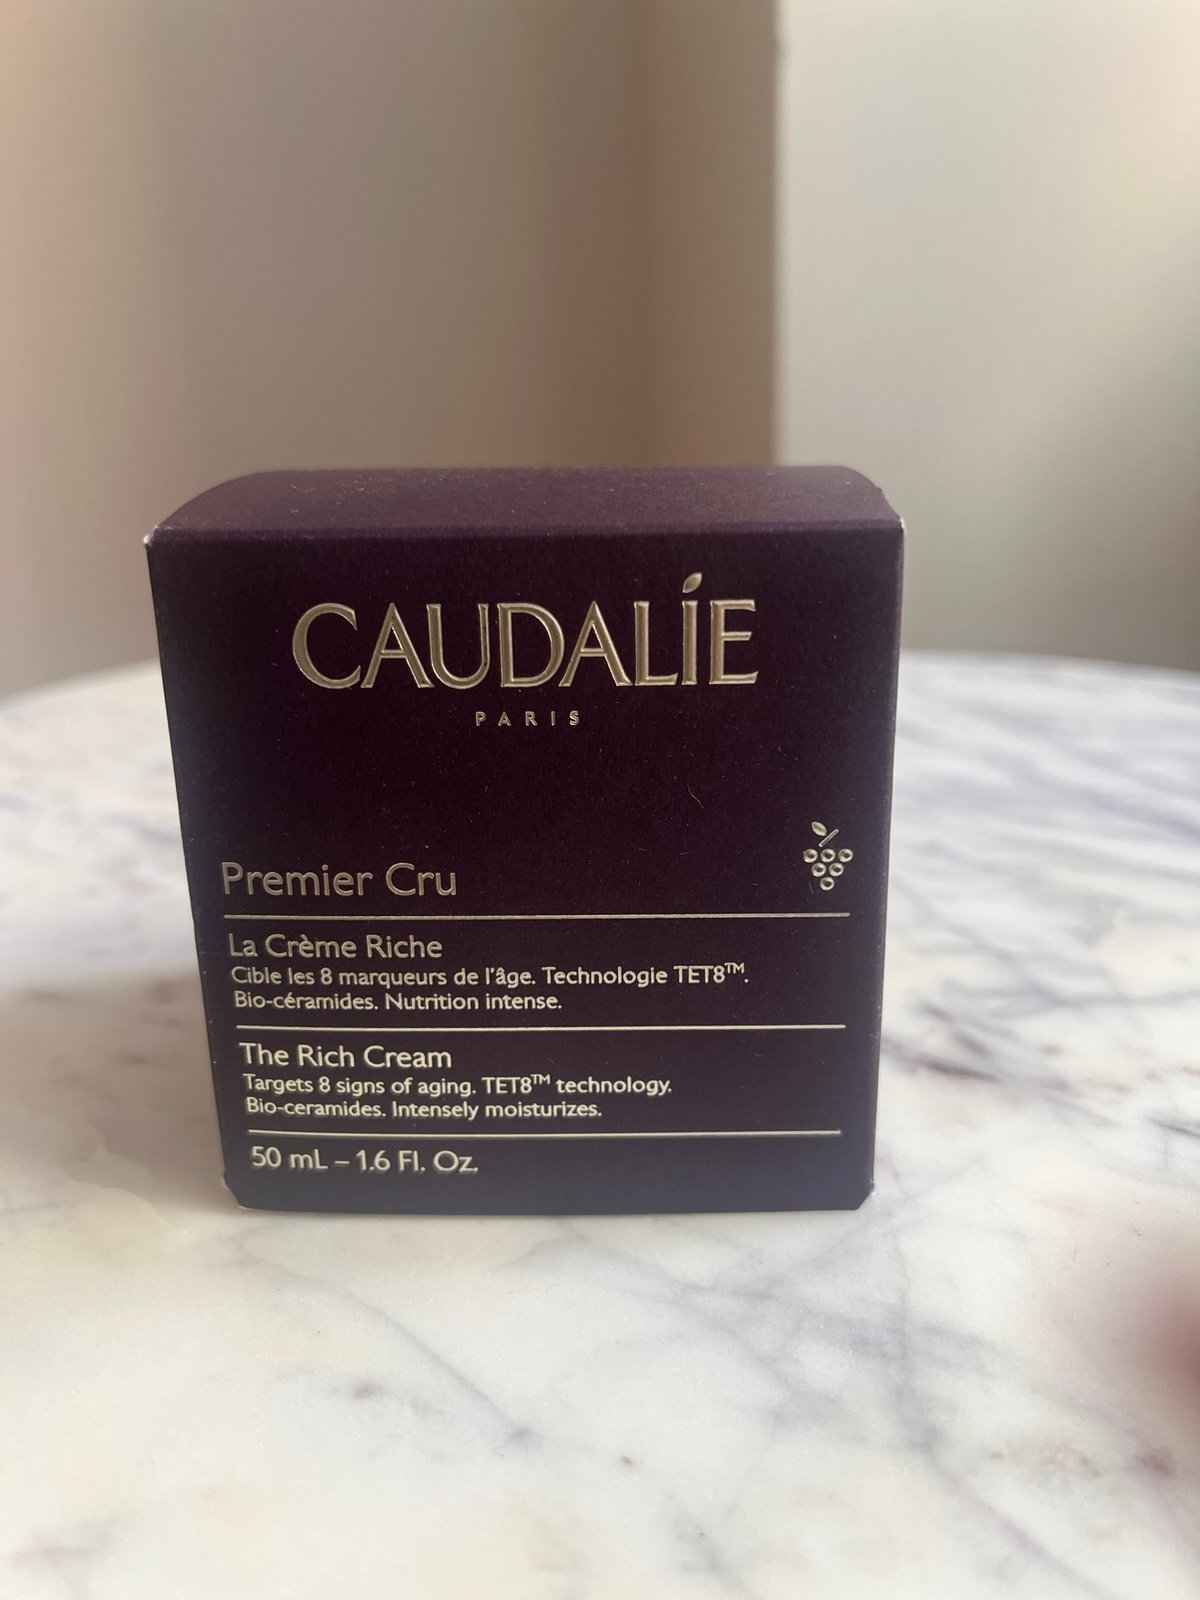 CAUDALÍE
PARIS
Premier Cru
La Crème Riche
Cible les 8 marqueurs de l'âge. Technologie TET8™.
Bio-céramides. Nutrition intense.
The Rich Cream
Targets 8 signs of aging. TET8™ technology.
Bio-ceramides. Intensely moisturizes.
50 mL – 1.6 Fl. Oz.